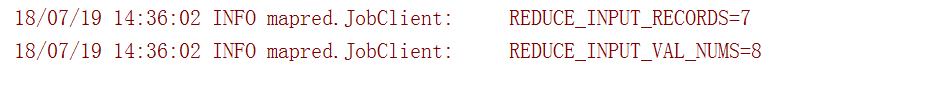 18/07/19 14:36:02 INFO mapred.JobClient:     REDUCE_INPUT_RECORDS=7
18/07/19 14:36:02 INFO mapred.JobClient:     REDUCE_INPUT_VAL_NUMS=8